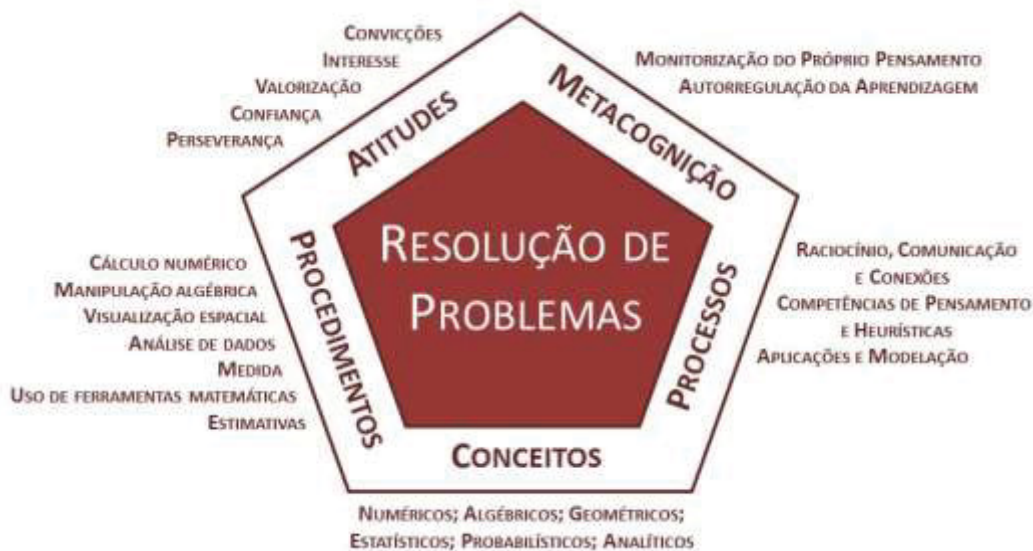 Convicções
Interesse
Valorização
Confiança
Perseverança
Atitudes
Metacognição
Monitorização do Próprio Pensamento
Autorregulação da Aprendizagem
Resolução de
Problemas
Procedimentos
Cálculo numérico
Manipulação algébrica
Visualização espacial
Análise de dados
Medida
Uso de ferramentas matemáticas
Estimativas
Processos
Raciocínio, Comunicação
e Conexões
Competências de Pensamento
e Heurísticas
Aplicações e Modelação
Conceitos
Numéricos; Algébricos; Geométricos;
Estatísticos; Probabilísticos; Analíticos